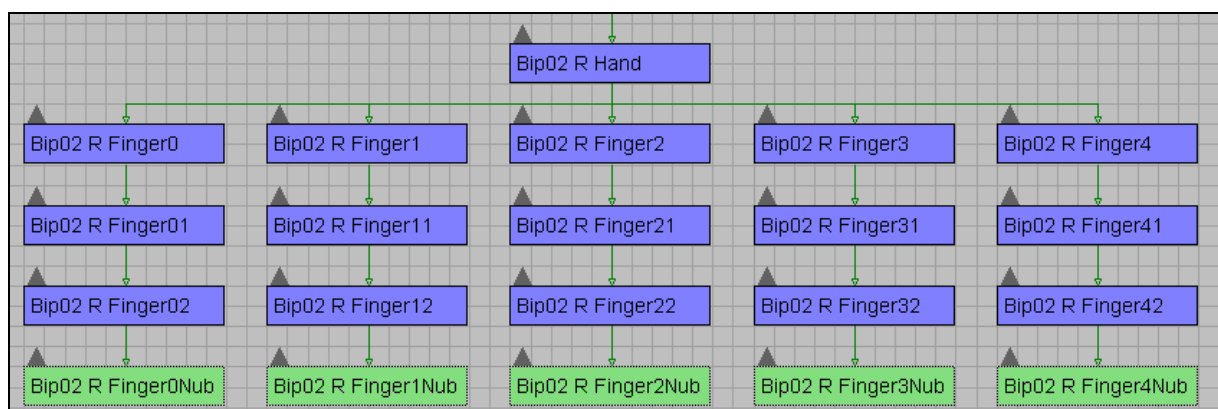 Bip02 R Hand
Bip02 R Finger0 Bip02 R Finger1 Bip02 R Finger2 Bip02 R Finger3 Bip02 R Finger4
Bip02 R Finger01 Bip02 R Finger11 Bip02 R Finger21 Bip02 R Finger31 Bip02 R Finger41
Bip02 R Finger02 Bip02 R Finger12 Bip02 R Finger22 Bip02 R Finger32 Bip02 R Finger42
Bip02 R Finger0Nub Bip02 R Finger1Nub Bip02 R Finger2Nub Bip02 R Finger3Nub Bip02 R Finger4Nub